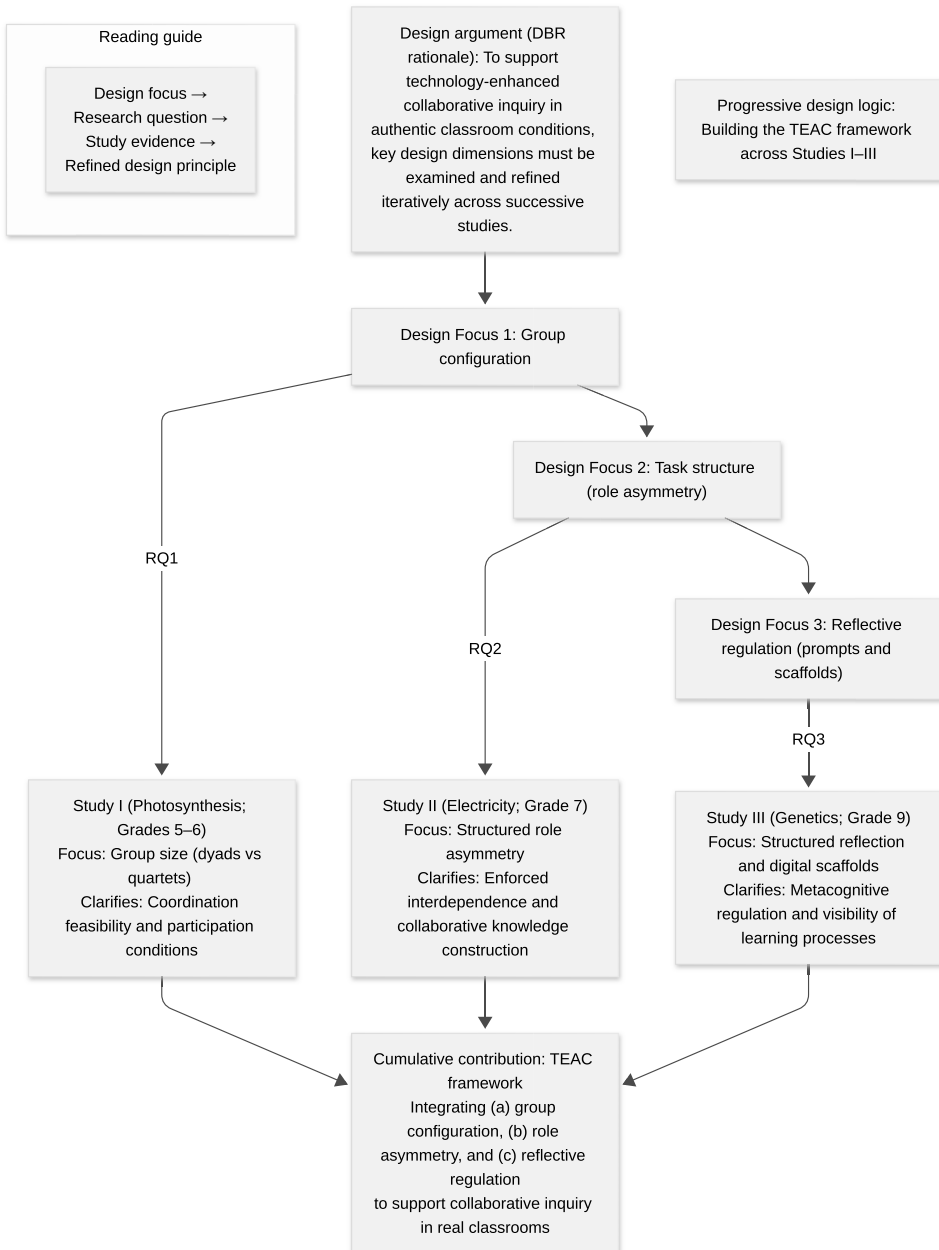 Reading guide
Design focus →
Research question →
Study evidence →
Refined design principle
Design argument (DBR
rationale): To support
technology-enhanced
collaborative inquiry in
authentic classroom conditions,
key design dimensions must be
examined and refined
iteratively across successive
studies.
Progressive design logic:
Building the TEAC framework
across Studies I–III
Design Focus 1: Group
configuration
Design Focus 2: Task structure
(role asymmetry)
RQ1
RQ2
Design Focus 3: Reflective
regulation (prompts and
scaffolds)
RQ3
Study I (Photosynthesis;
Grades 5–6)
Focus: Group size (dyads vs
quartets)
Clarifies: Coordination
feasibility and participation
conditions
Study II (Electricity; Grade 7)
Focus: Structured role
asymmetry
Clarifies: Enforced
interdependence and
collaborative knowledge
construction
Study III (Genetics; Grade 9)
Focus: Structured reflection
and digital scaffolds
Clarifies: Metacognitive
regulation and visibility of
learning processes
Cumulative contribution: TEAC
framework
Integrating (a) group
configuration, (b) role
asymmetry, and (c) reflective
regulation
to support collaborative inquiry
in real classrooms